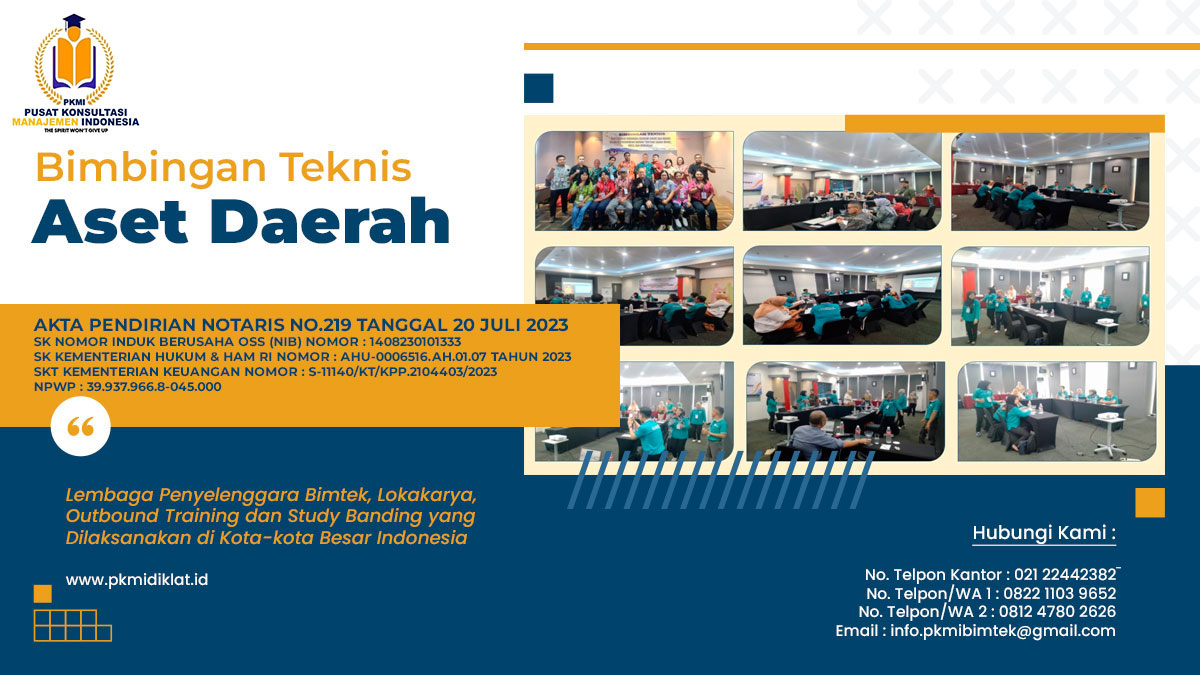 PKMI
PUSAT KONSULTASI
MANAJEMEN INDONESIA
THE SPIRIT WON'T GIVE UP
Bimbingan Teknis
Aset Daerah
AKTA PENDIRIAN NOTARIS NO.219 TANGGAL 20 JULI 2023
SK NOMOR INDUK BERUSAHA OSS (NIB) NOMOR : 1408230101333
SK KEMENTERIAN HUKUM & HAM RI NOMOR : AHU-0006516.AH.01.07 TAHUN 2023
SKT KEMENTERIAN KEUANGAN NOMOR : S-11140/KT/KPP.2104403/2023
NPWP : 39.937.966.8-045.000
“
Lembaga Penyelenggara Bimtek, Lokakarya,
Outbound Training dan Study Banding yang
Dilaksanakan di Kota-kota Besar Indonesia
www.pkmidiklat.id
Hubungi Kami :
No. Telpon Kantor : 021 22442382
No. Telpon/WA 1 : 0822 1103 9652
No. Telpon/WA 2 : 0812 4780 2626
Email : info.pkmibimtek@gmail.com